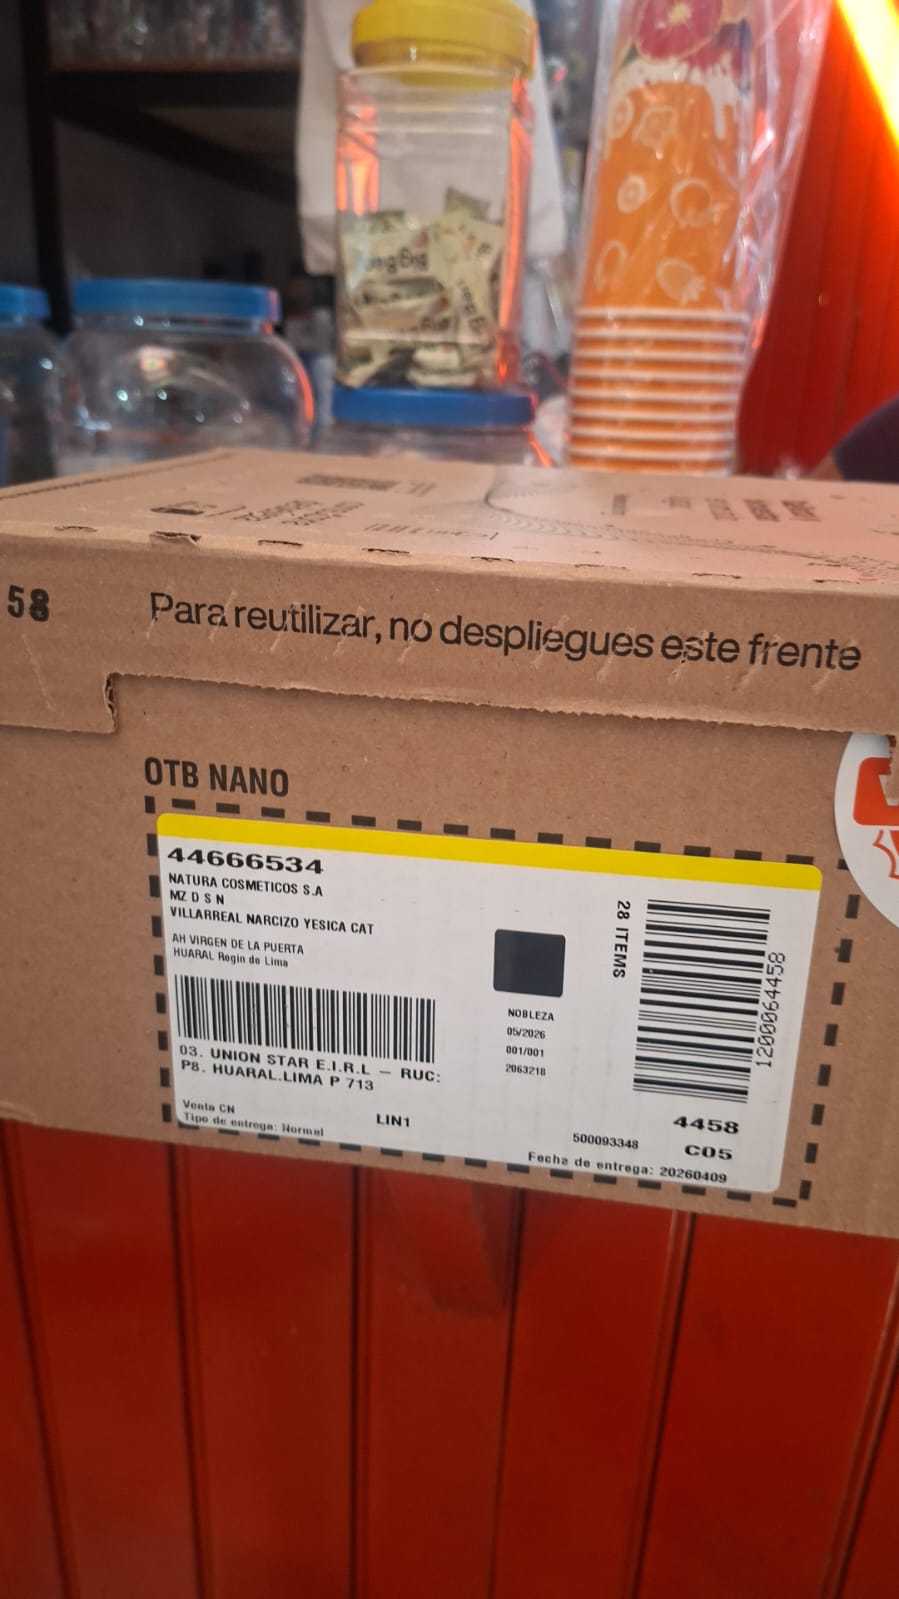 58
Para reutilizar, no despliegues este frente
OTB NANO
44666534
NATURA COSMETICOS S.A
MZ D S N
VILLARREAL NARCIZO YESICA CAT
AH VIRGEN DE LA PUERTA
HUARAL Regin de Lima
03. UNION STAR E.I.R.L – RUC:
P8. HUARAL.LIMA P 713
Venta CN
Tipo de entrega: Normal
LIN1
NOBLEZA
05/2026
001/001
2063218
28 ITEMS
1200064458
4458
500093348
C05
Fecha de entrega: 20260409